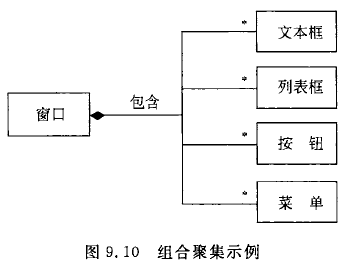 *
文本框
*
列表框
窗口
包含
*
按 钮
*
菜 单
图 9.10 组合聚集示例